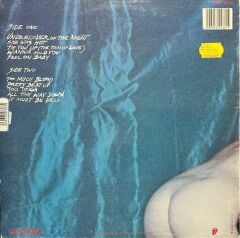 SIDE ONE
UNDERCOVER OF THE NIGHT
SHE WAS HOT
TIE YOU UP (THE PAIN OF LOVE)
WANNA HOLD YOU
FEEL ON BABY
SIDE TWO
TOO MUCH BLOOD
PRETTY BEAT UP
TOO TOUGH
ALL THE WAY DOWN
IT MUST BE HELL